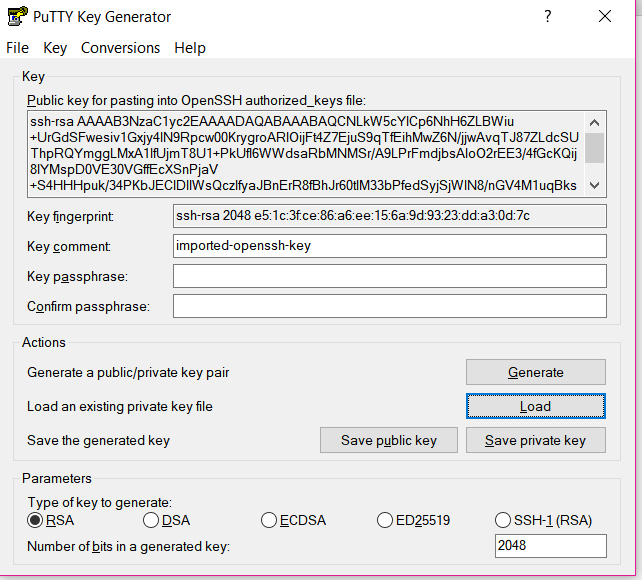 PuTTY Key Generator
File Key Conversions Help
Key
Public key for pasting into OpenSSH authorized_keys file:
ssh-rsa AAAAB3NzaC1yc2EAAAADAQABAAABAQCNLkW5cYICp6NhH6ZLBWiu
+UrGdSFwesiv1Gxjy4lN9Rpcw00KrygroARIOijFt4Z7EjuS9qTfEihMwZ6N/jjwAvqTJ87ZLdcSU
ThpRQYmggLMxA1lfUjmT8U1+PkUfl6WWdsaRbMNMSr/A9LPrFmdjbsAloO2rEE3/4fGcKQij
8lYMspD0VE30VGffEcXSnPjaV
+S4HHHpuk/34PKbJEClDlIWsQczlfyaJBnErR8fBhJr60tlM33bPfedSyjSjWIN8/nGV4M1uqBks
Key fingerprint: ssh-rsa 2048 e5:1c:3f:ce:86:a6:ee:15:6a:9d:93:23:dd:a3:0d:7c
Key comment: imported-openssh-key
Key passphrase:
Confirm passphrase:
Actions
Generate a public/private key pair Generate
Load an existing private key file Load
Save the generated key Save public key Save private key
Parameters
Type of key to generate:
RSA DSA ECDSA ED25519 SSH-1 (RSA)
Number of bits in a generated key: 2048